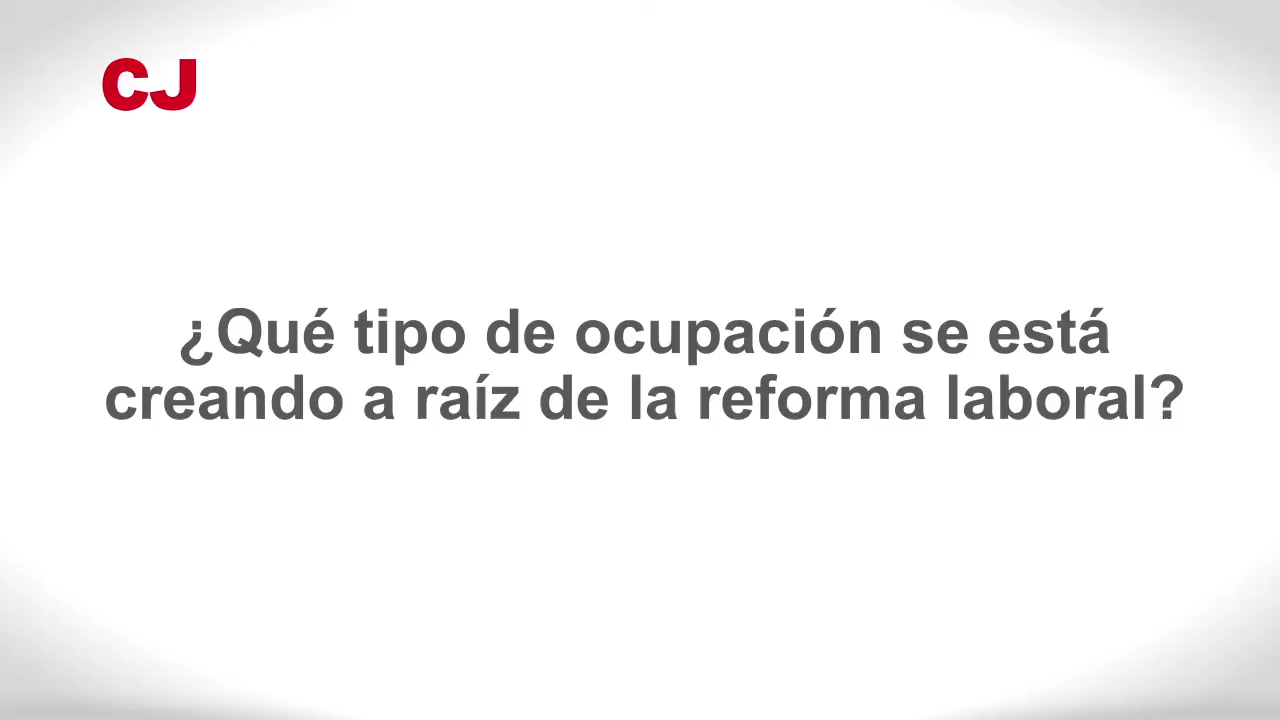 CJ
¿Qué tipo de ocupación se está
creando a raíz de la reforma laboral?